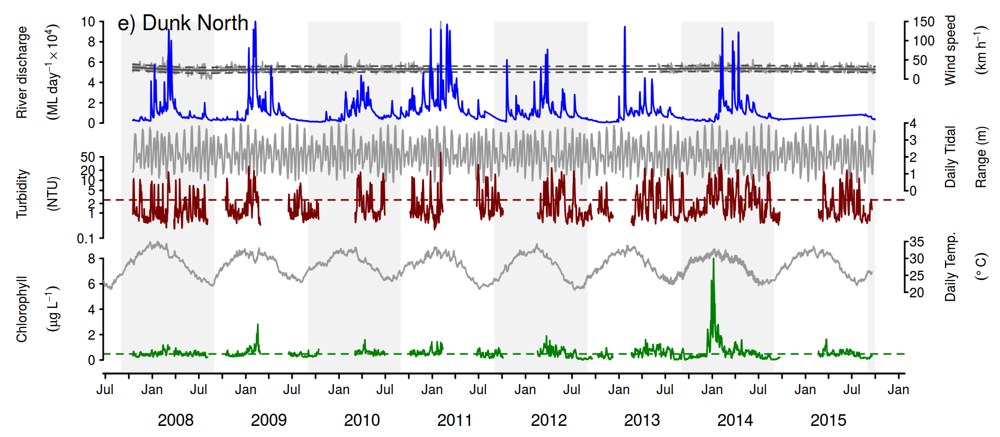 e) Dunk North
River discharge
(ML day⁻¹ × 10⁴)
10
8
6
4
2
0
Wind speed
(km h⁻¹)
150
100
50
0
Daily Tidal
Range (m)
4
3
2
1
0
Turbidity
(NTU)
50
20
10
5
2
1
0.1
Daily Temp.
(° C)
35
30
25
20
Chlorophyll
(μg L⁻¹)
8
6
4
2
0
Jul Jan Jul Jan Jul Jan Jul Jan Jul Jan Jul Jan Jul Jan Jul Jan Jul Jan
2008 2009 2010 2011 2012 2013 2014 2015